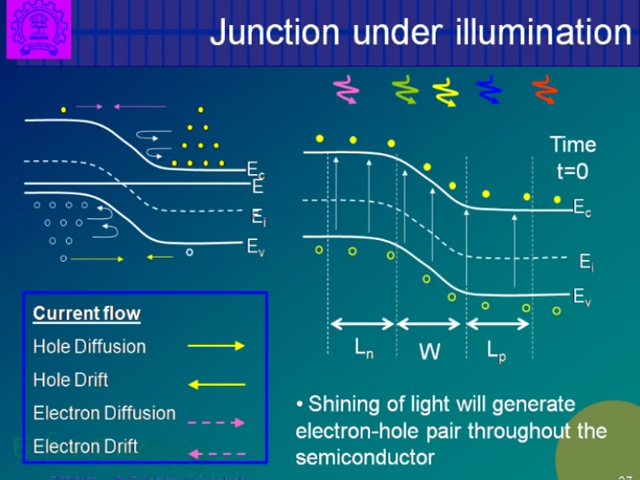 Junction under illumination
Time
t=0
Ec
E
Ei
Ev
Ec
Ei
Ev
Ln
W
Lp
Current flow
Hole Diffusion
Hole Drift
Electron Diffusion
Electron Drift
• Shining of light will generate
electron-hole pair throughout the
semiconductor